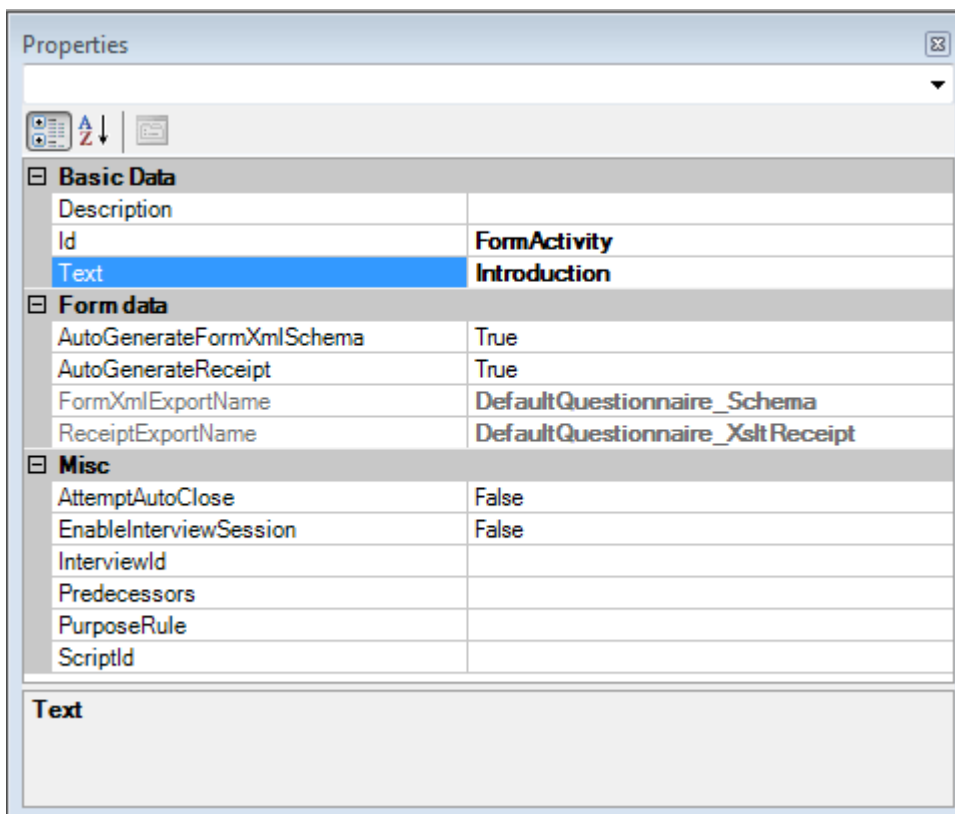 Properties
A
Z
Basic Data
Description
Id FormActivity
Text Introduction
Form data
AutoGenerateFormXmlSchema True
AutoGenerateReceipt True
FormXmlExportName DefaultQuestionnaire_Schema
ReceiptExportName DefaultQuestionnaire_XsltReceipt
Misc
AttemptAutoClose False
EnableInterviewSession False
InterviewId
Predecessors
PurposeRule
ScriptId
Text